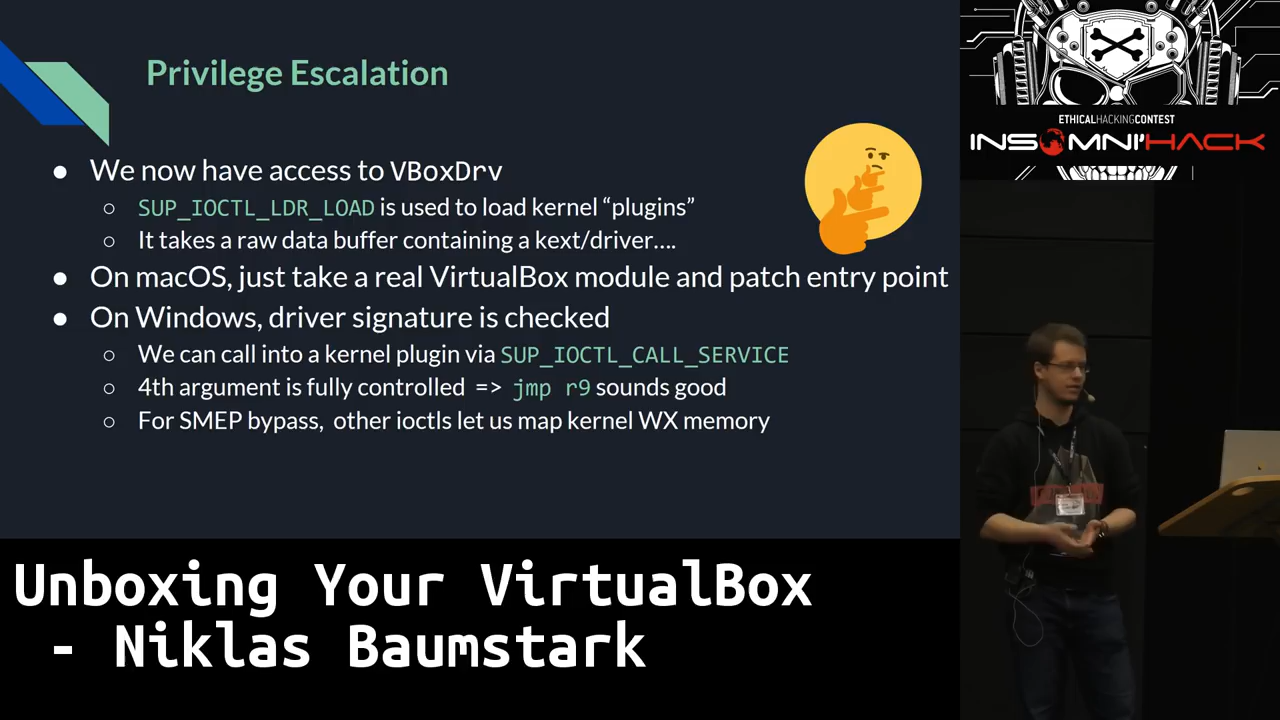 Privilege Escalation
● We now have access to VBoxDrv
○ SUP_IOCTL_LDR_LOAD is used to load kernel “plugins”
○ It takes a raw data buffer containing a kext/driver….
● On macOS, just take a real VirtualBox module and patch entry point
● On Windows, driver signature is checked
○ We can call into a kernel plugin via SUP_IOCTL_CALL_SERVICE
○ 4th argument is fully controlled => jmp r9 sounds good
○ For SMEP bypass, other ioctls let us map kernel WX memory
ETHICALHACKINGCONTEST
INSOMNI'HACK
Unboxing Your VirtualBox
- Niklas Baumstark